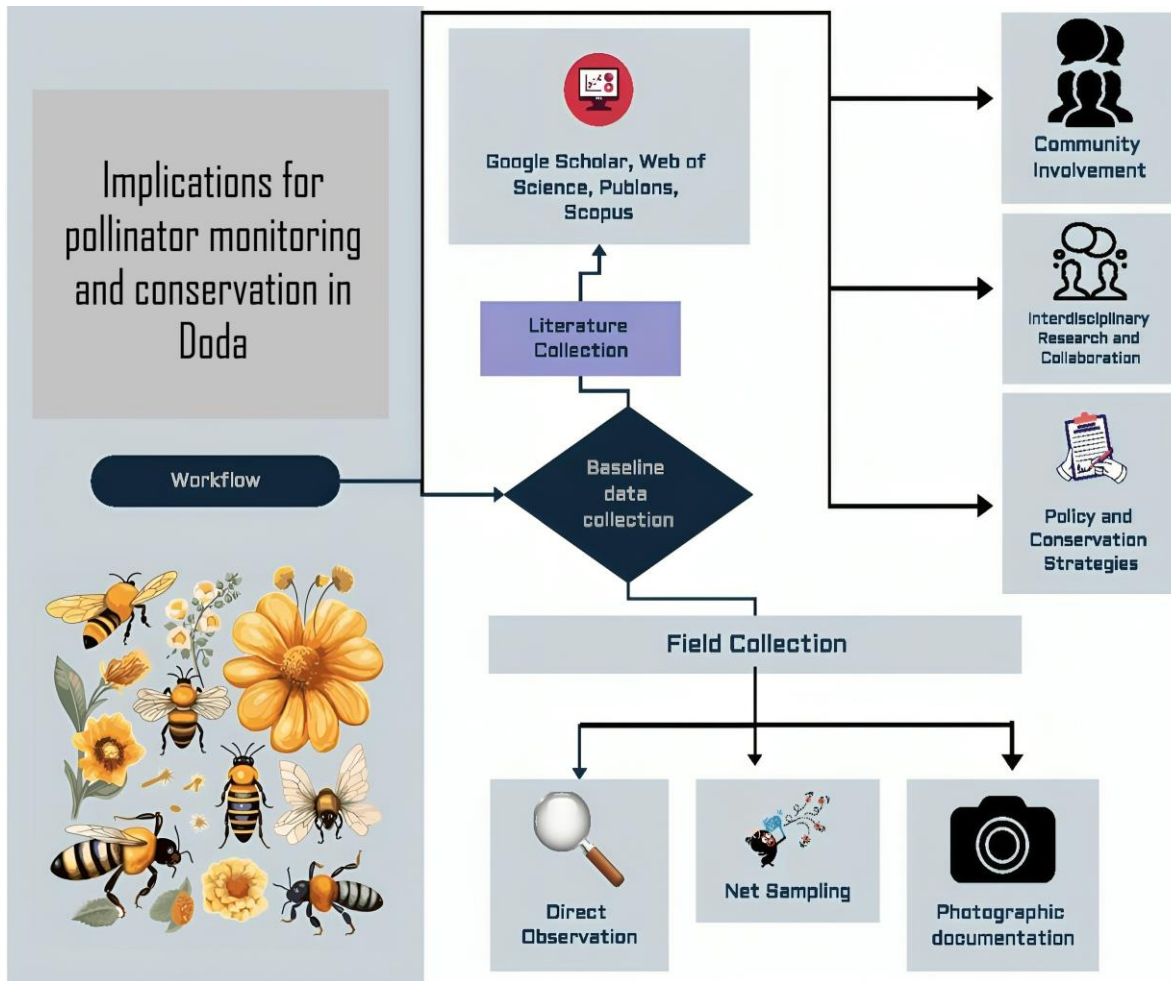 Implications for
pollinator monitoring
and conservation in
Doda
Workflow
Google Scholar, Web of
Science, Publons,
Scopus
Literature
Collection
Baseline
data
collection
Field Collection
Direct
Observation
Net Sampling
Photographic
documentation
Community
Involvement
Interdisciplinary
Research and
Collaboration
Policy and
Conservation
Strategies